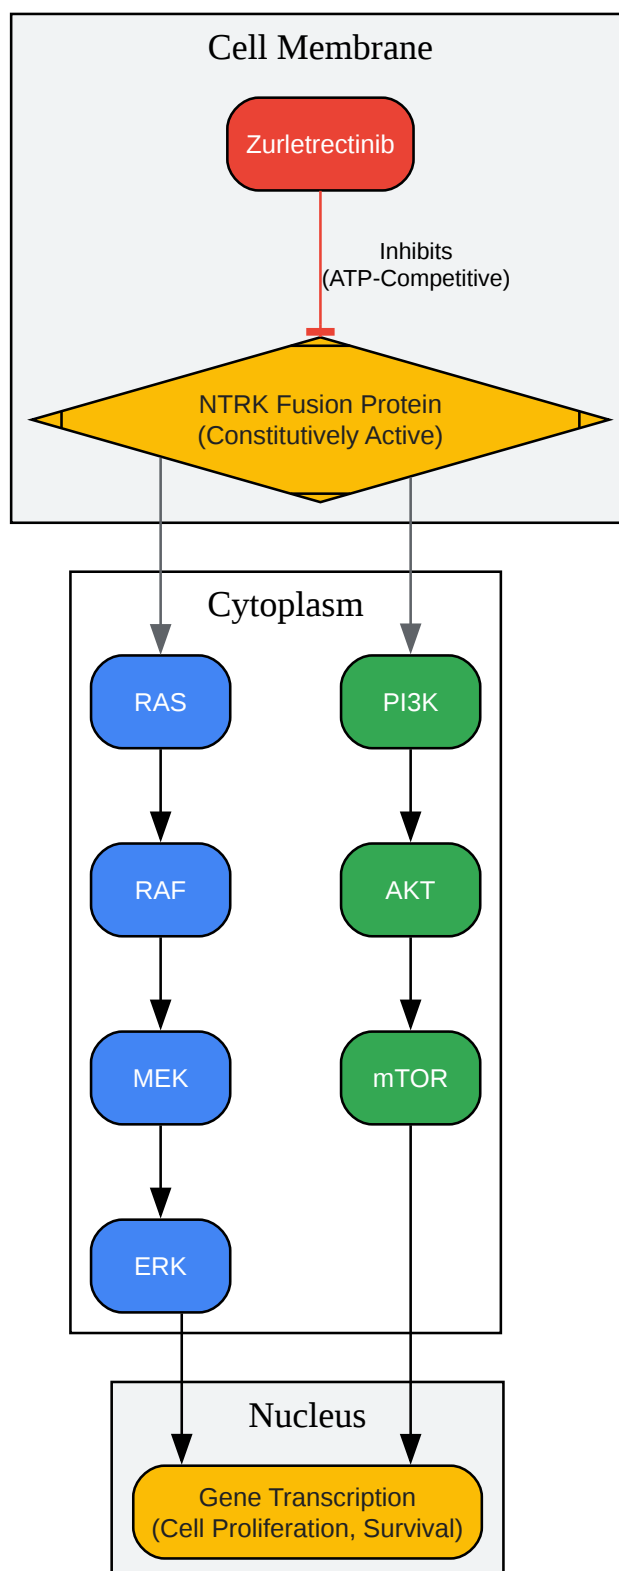 Cell Membrane
Zurletrectinib
Inhibits
(ATP-Competitive)
NTRK Fusion Protein
(Constitutively Active)
Cytoplasm
RAS
PI3K
RAF
AKT
MEK
mTOR
ERK
Nucleus
Gene Transcription
(Cell Proliferation, Survival)